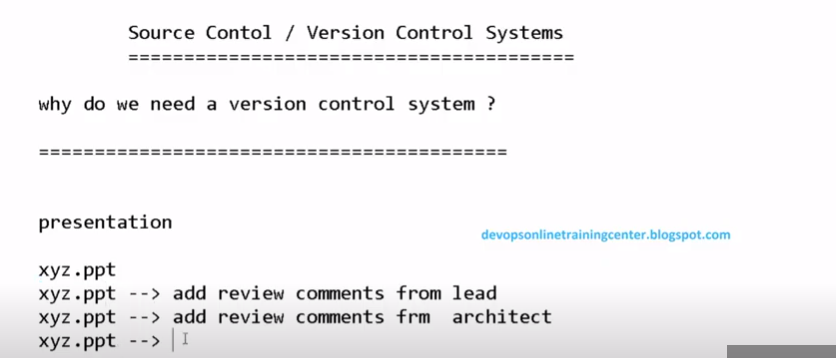 Source Contol / Version Control Systems
========================================
why do we need a version control system ?
==========================================
presentation
devopsonlinetrainingcenter.blogspot.com
xyz.ppt
xyz.ppt --> add review comments from lead
xyz.ppt --> add review comments frm  architect
xyz.ppt -->